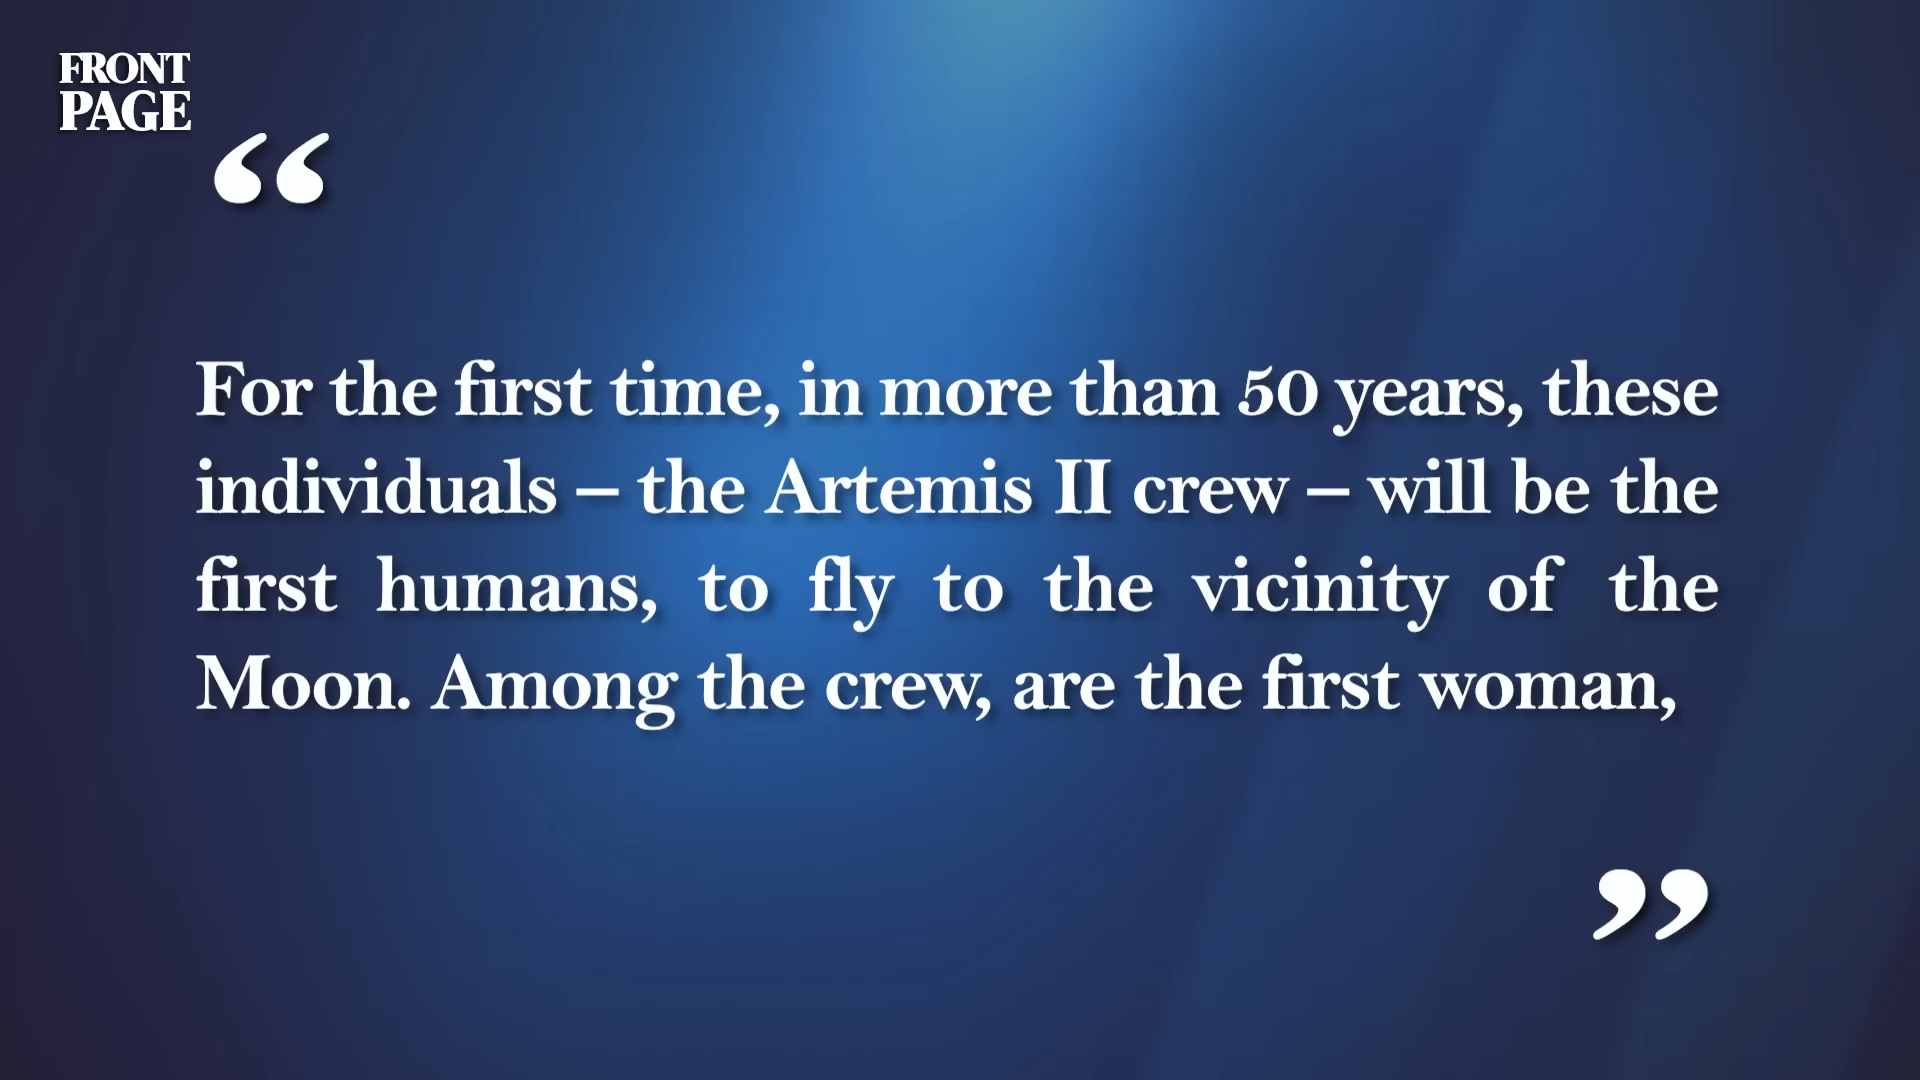 FRONT
PAGE
“
For the first time, in more than 50 years, these
individuals – the Artemis II crew – will be the
first humans, to fly to the vicinity of the
Moon. Among the crew, are the first woman,
”